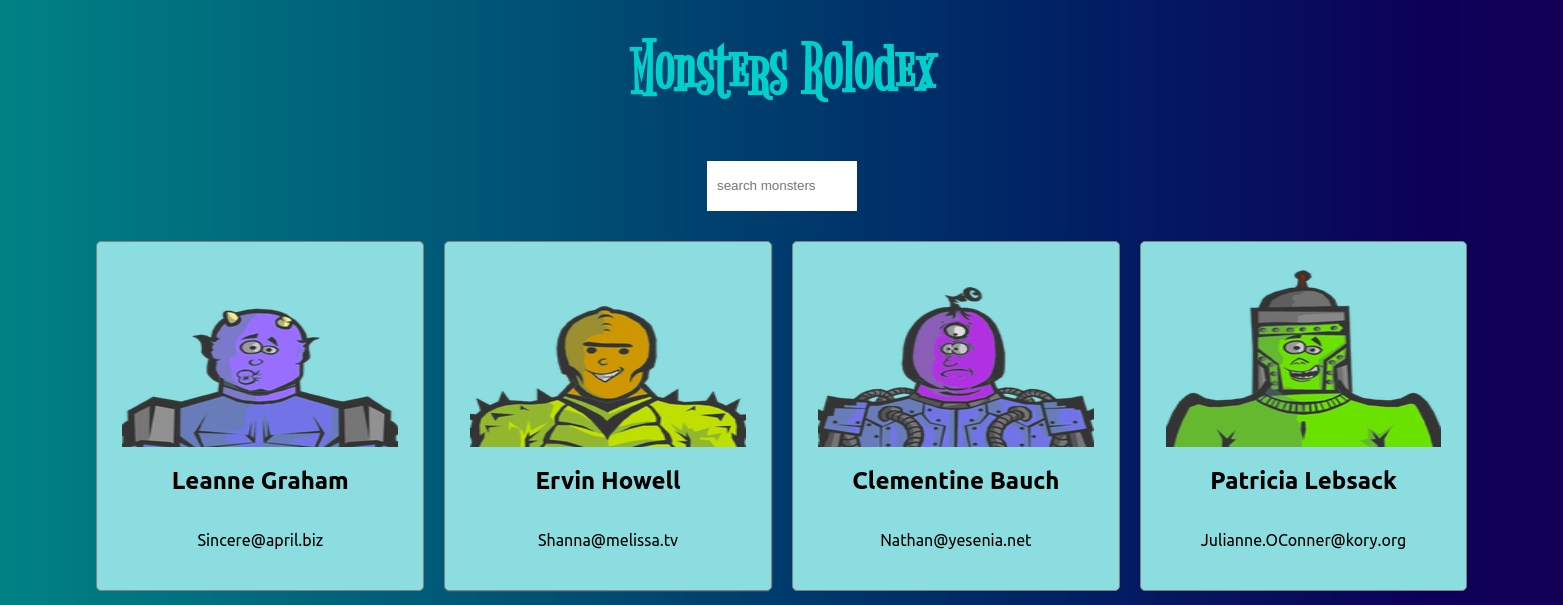 Monsters Rolodex
search monsters
Leanne Graham
Sincere@april.biz
Ervin Howell
Shanna@melissa.tv
Clementine Bauch
Nathan@yesenia.net
Patricia Lebsack
Julianne.OConner@kory.org